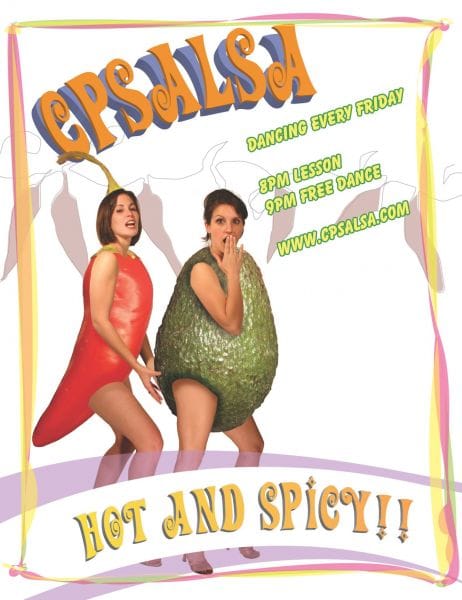 CPSALSA
DANCING EVERY FRIDAY
8PM LESSON
9PM FREE DANCE
WWW.CPSALSA.COM
HOT AND SPICY!!